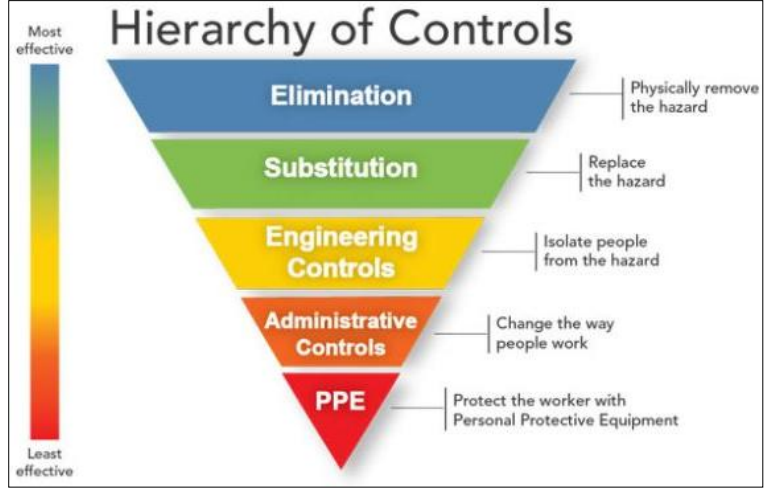 Hierarchy of Controls
Most
effective
Elimination
Physically remove
the hazard
Substitution
Replace
the hazard
Engineering
Controls
Isolate people
from the hazard
Administrative
Controls
Change the way
people work
PPE
Protect the worker with
Personal Protective Equipment
Least
effective